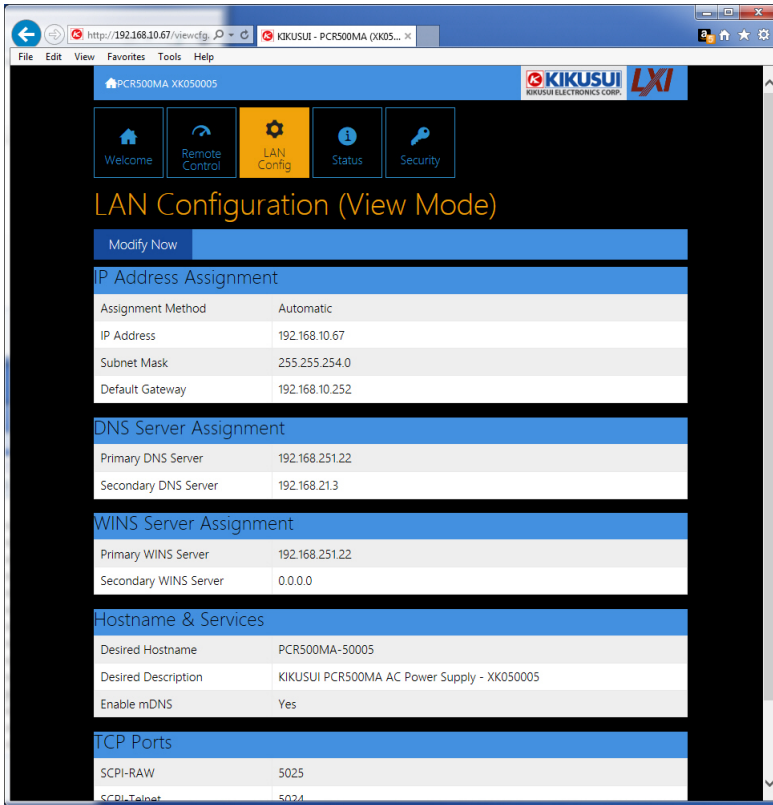 http://192.168.10.67/viewcfg.
KIKUSUI - PCR500MA (XK05...
File Edit View Favorites Tools Help
PCR500MA XK050005
KIKUSUI
KIKUSUI ELECTRONICS CORP.
LXI
Welcome
Remote
Control
LAN
Config
Status
Security
LAN Configuration (View Mode)
Modify Now
IP Address Assignment
Assignment Method Automatic
IP Address 192.168.10.67
Subnet Mask 255.255.254.0
Default Gateway 192.168.10.252
DNS Server Assignment
Primary DNS Server 192.168.251.22
Secondary DNS Server 192.168.21.3
WINS Server Assignment
Primary WINS Server 192.168.251.22
Secondary WINS Server 0.0.0.0
Hostname & Services
Desired Hostname PCR500MA-50005
Desired Description KIKUSUI PCR500MA AC Power Supply - XK050005
Enable mDNS Yes
TCP Ports
SCPI-RAW 5025
SCPI-Telnet 5024